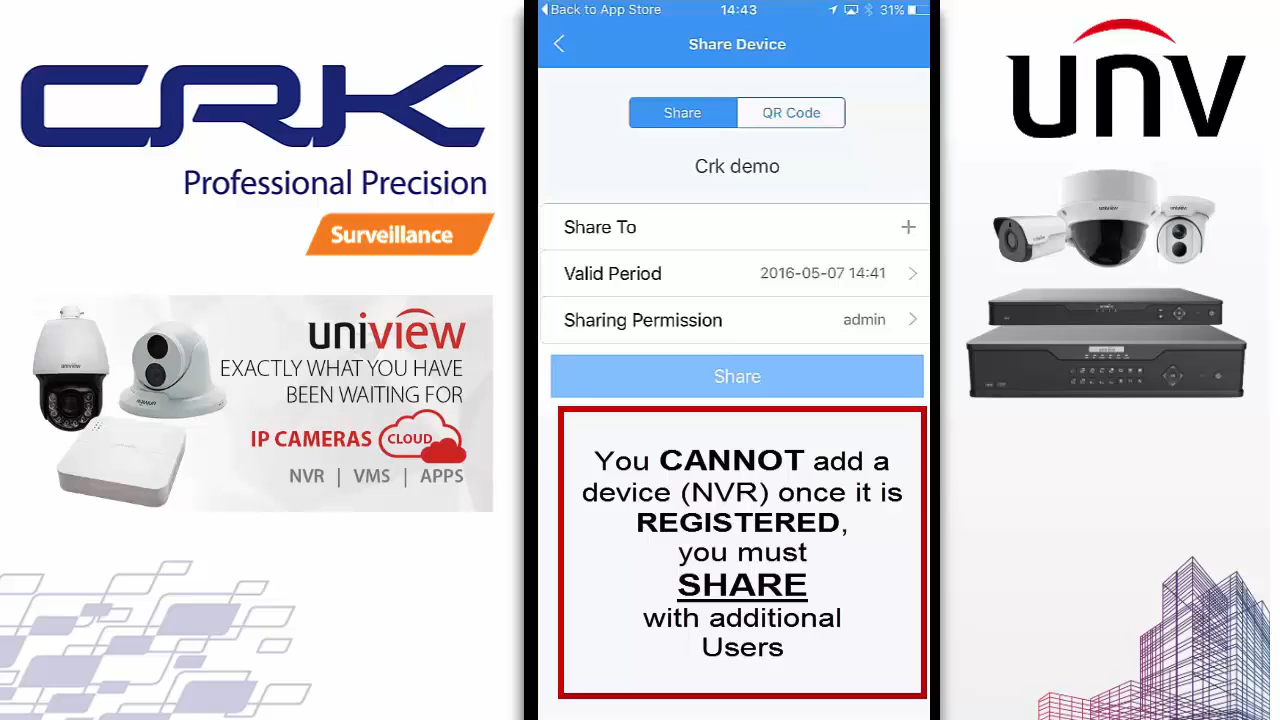 CRK
Professional Precision
Surveillance
uniview
uniview
EXACTLY WHAT YOU HAVE
BEEN WAITING FOR
IP CAMERAS CLOUD
NVR | VMS | APPS
Back to App Store 14:43 31%
Share Device
Share QR Code
Crk demo
Share To +
Valid Period 2016-05-07 14:41
Sharing Permission admin
Share
You CANNOT add a
device (NVR) once it is
REGISTERED,
you must
SHARE
with additional
Users
unv
uniview